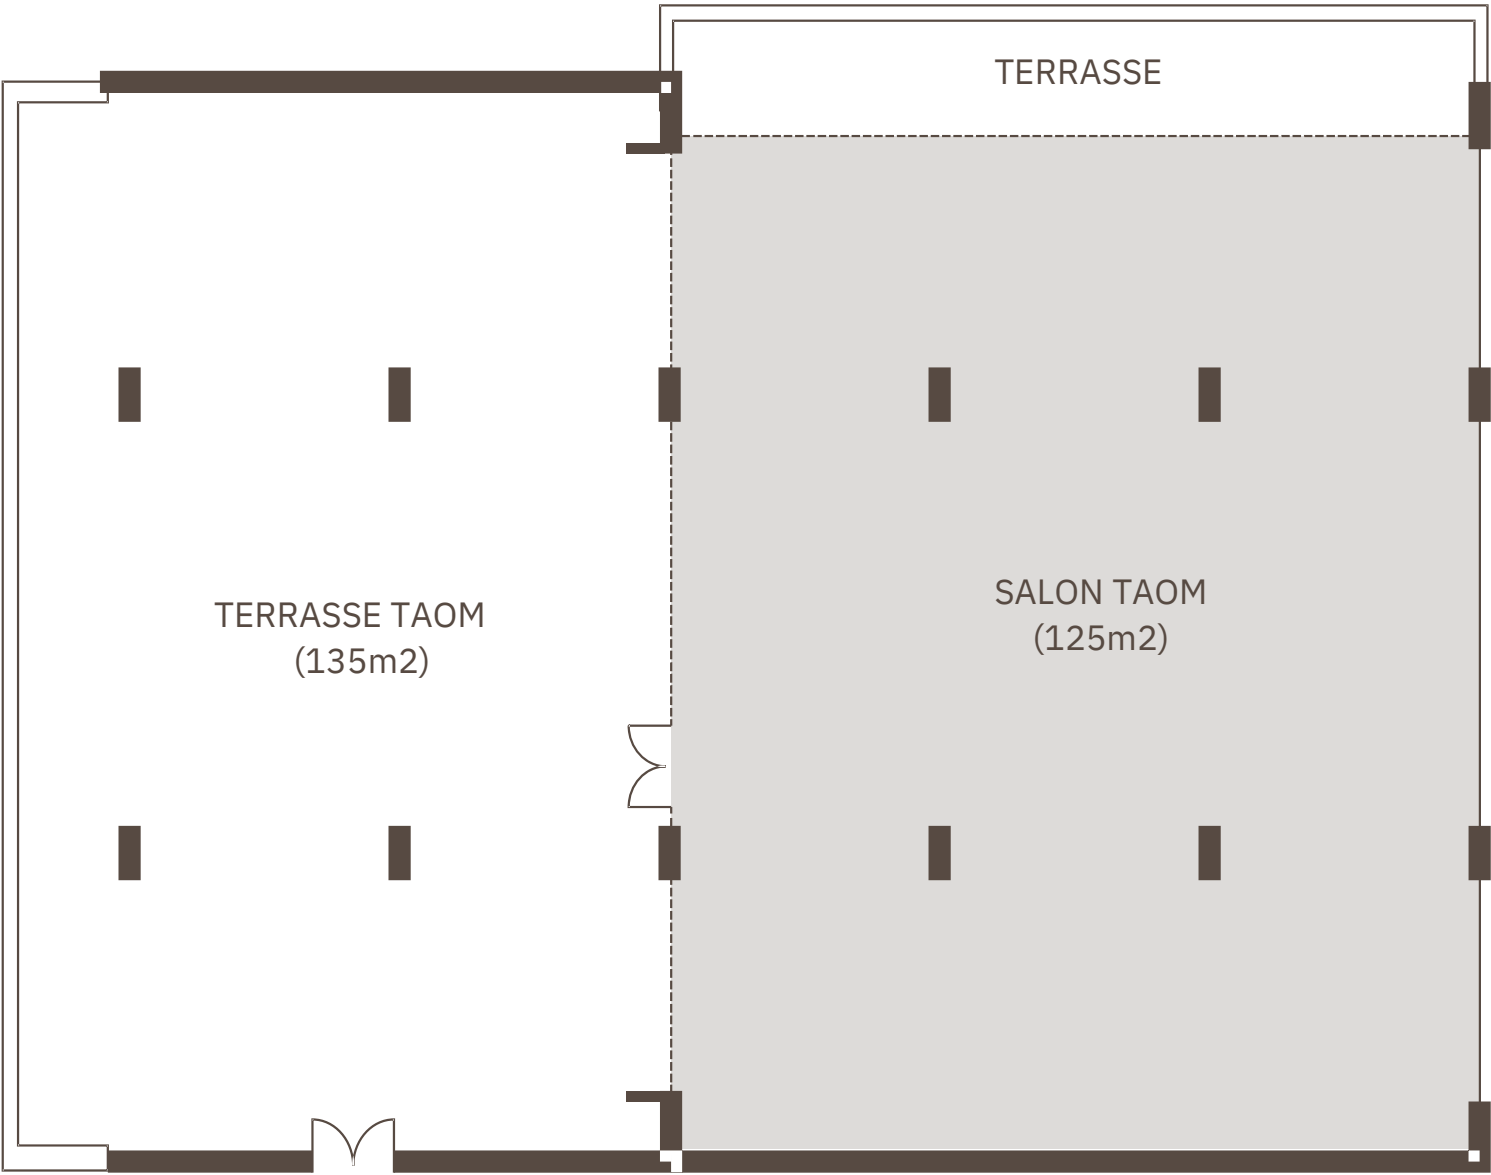 TERRASSE
TERRASSE TAOM
(135m2)
SALON TAOM
(125m2)